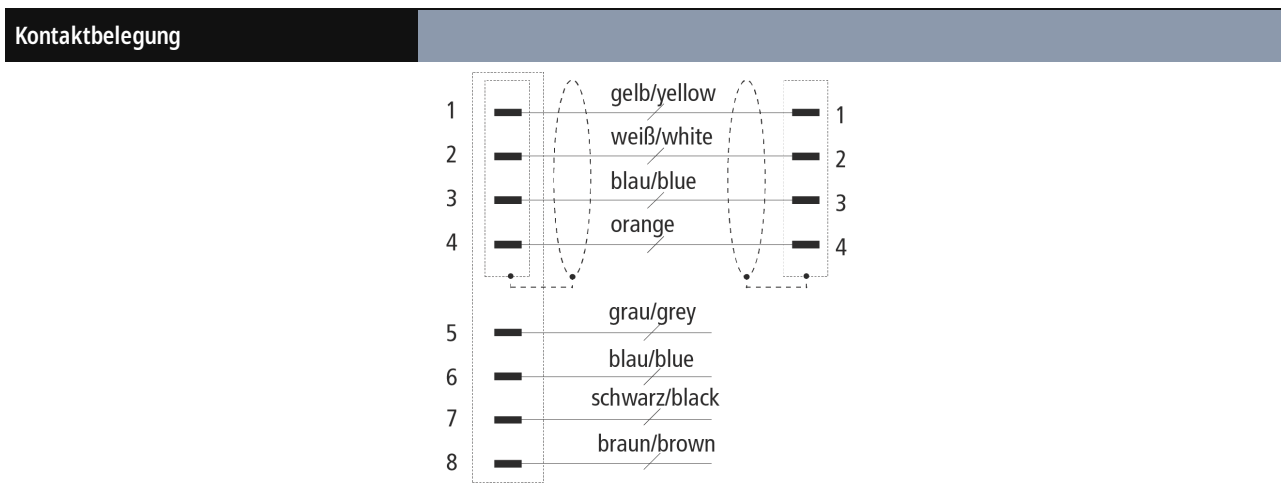 Kontaktbelegung
1 gelb/yellow 1
2 weiß/white 2
3 blau/blue 3
4 orange 4
5 grau/grey
6 blau/blue
7 schwarz/black
8 braun/brown